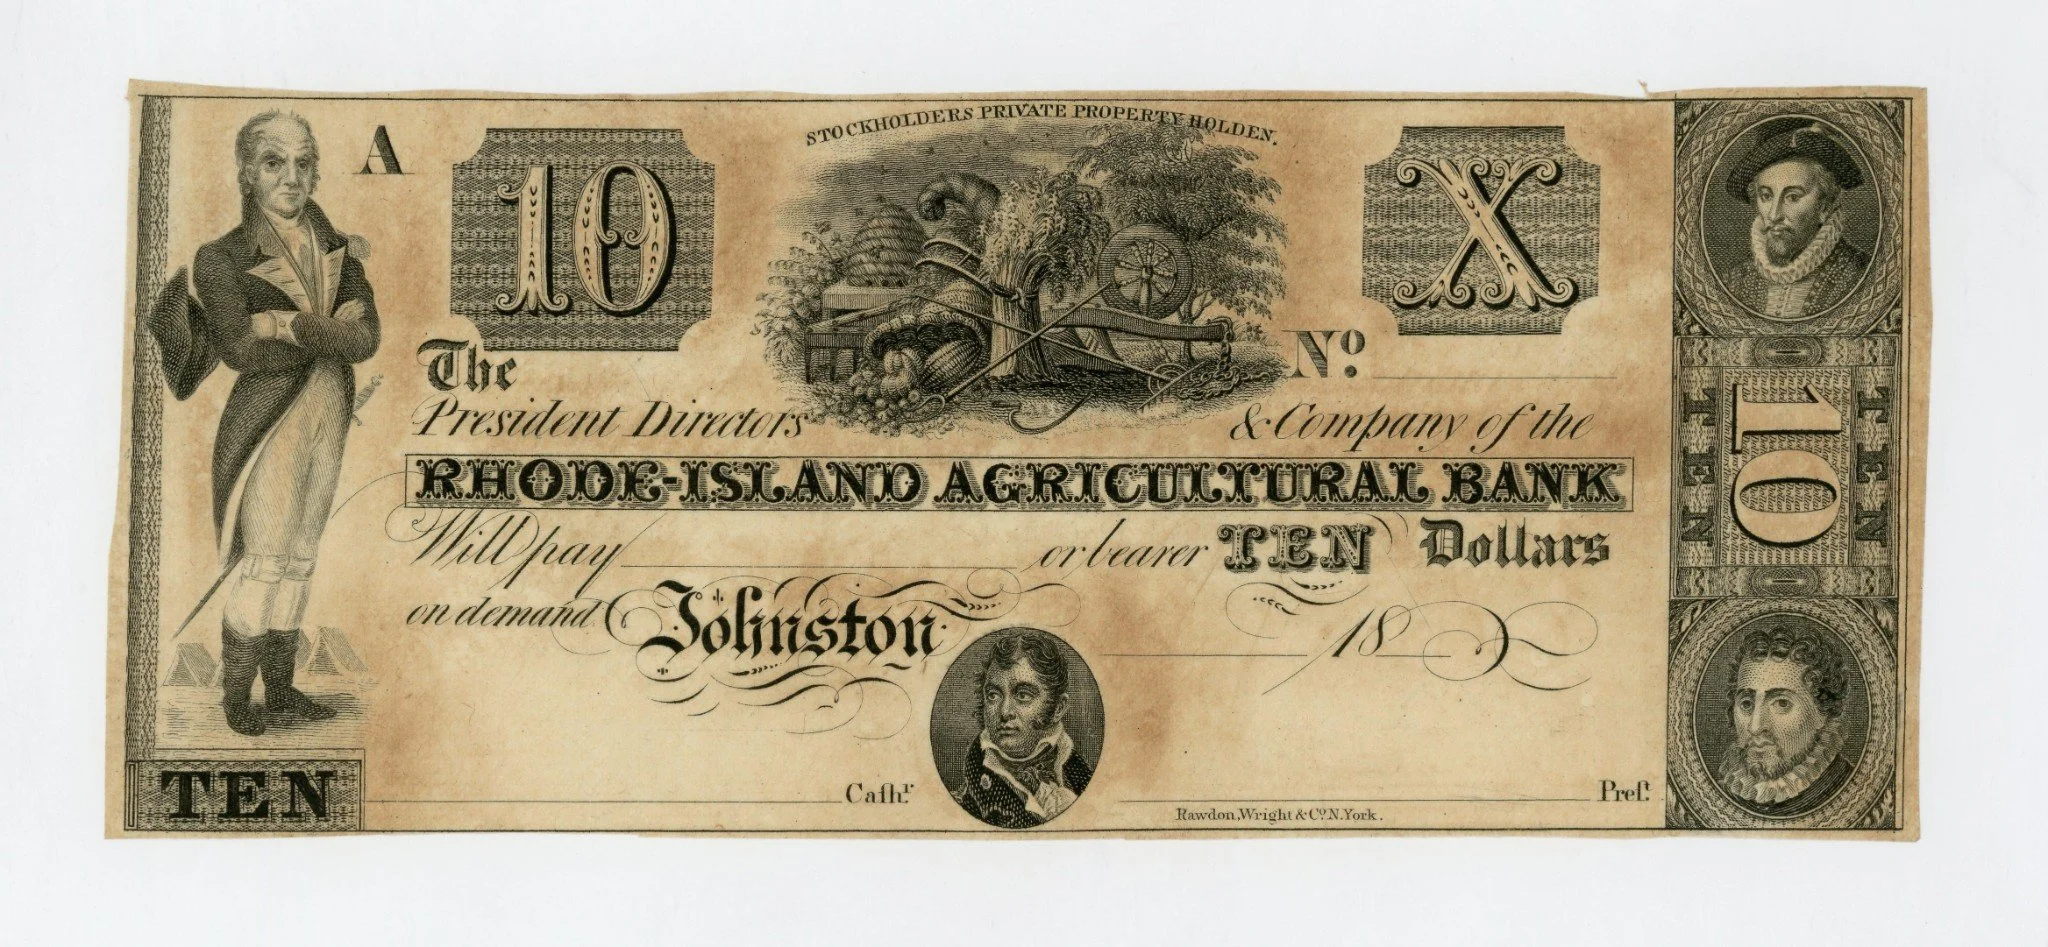 STOCKHOLDERS PRIVATE PROPERTY HOLDEN.
A
10
X
The
Nº.
President Directors & Company of the
RHODE-ISLAND AGRICULTURAL BANK
Will pay or bearer TEN Dollars
on demand Johnston 18
TEN
Caſhr.
Preſt.
Rawdon, Wright & Co. N. York.
TEN
10
TEN